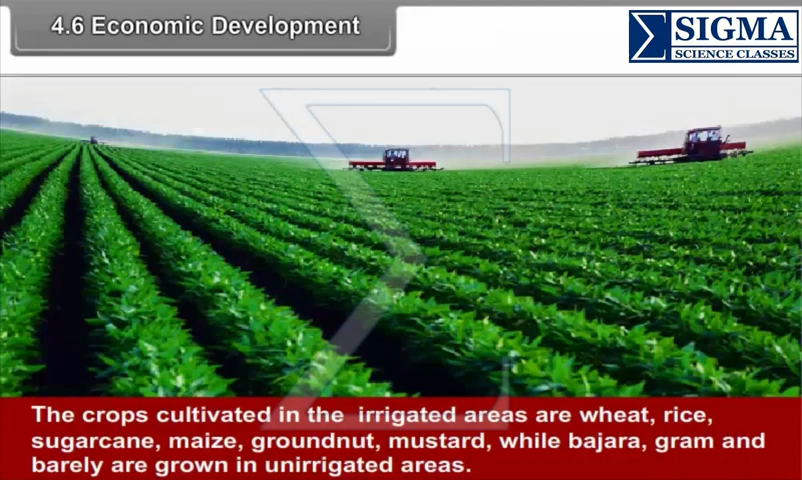 4.6 Economic Development
Σ SIGMA
SCIENCE CLASSES
The crops cultivated in the irrigated areas are wheat, rice,
sugarcane, maize, groundnut, mustard, while bajara, gram and
barely are grown in unirrigated areas.